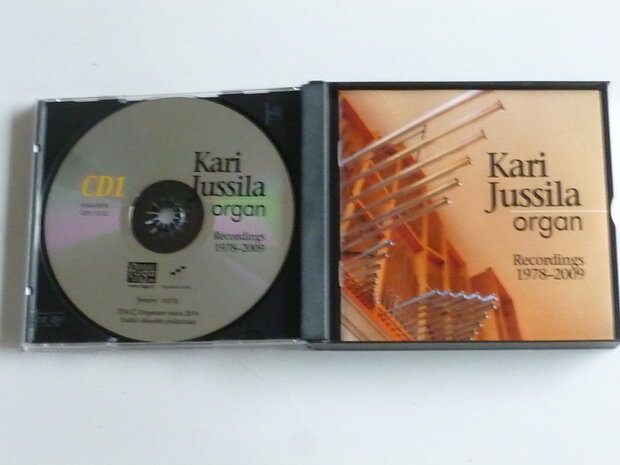 CD1
Kari
Jussila
organ
Recordings
1978–2009
Kari
Jussila
organ
Recordings
1978–2009